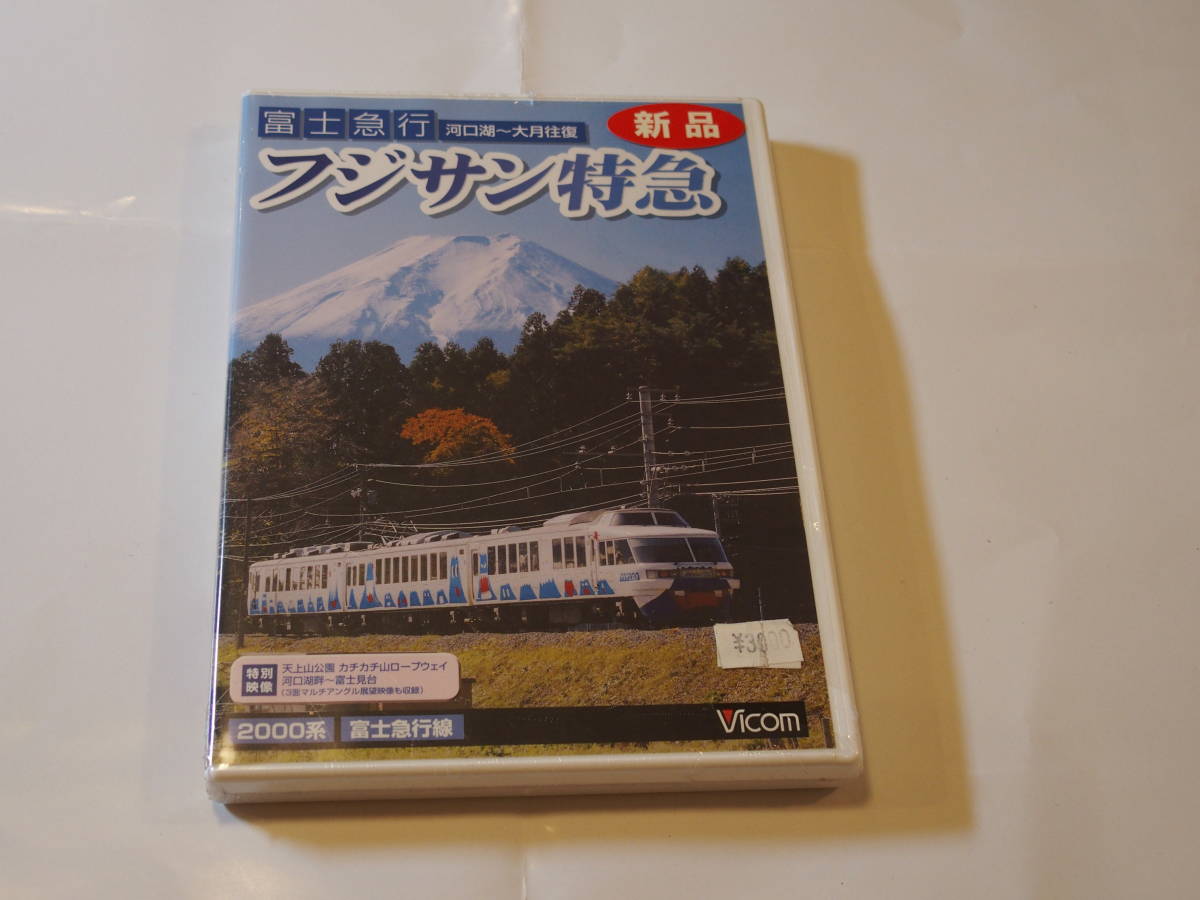 富士急行 河口湖～大月往復
新品
フジサン特急
¥3000
特別映像
天上山公園 カチカチ山ロープウェイ
河口湖畔～富士見台
(3面マルチアングル展望映像も収録)
2000系 富士急行線
Vicom